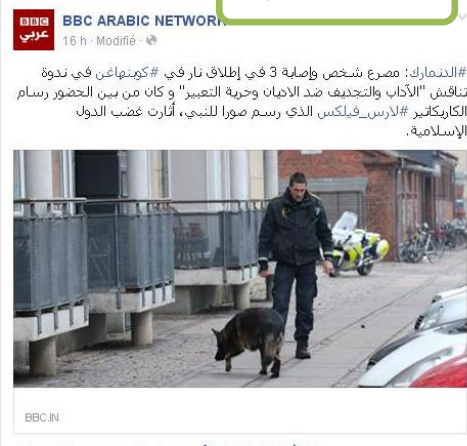 BBC
عربي
BBC ARABIC NETWORK
16 h · Modifié ·
#الدنمارك: مصرع شخص وإصابة 3 في إطلاق نار في #كوبنهاغن في ندوة
تناقش "الآداب والتجديف ضد الاديان وحرية التعبير" و كان من بين الحضور رسام
الكاريكاتير #لارس_فيلكس الذي رسم صورا للنبي، أثارت غضب الدول
الإسلامية.
BBC.IN